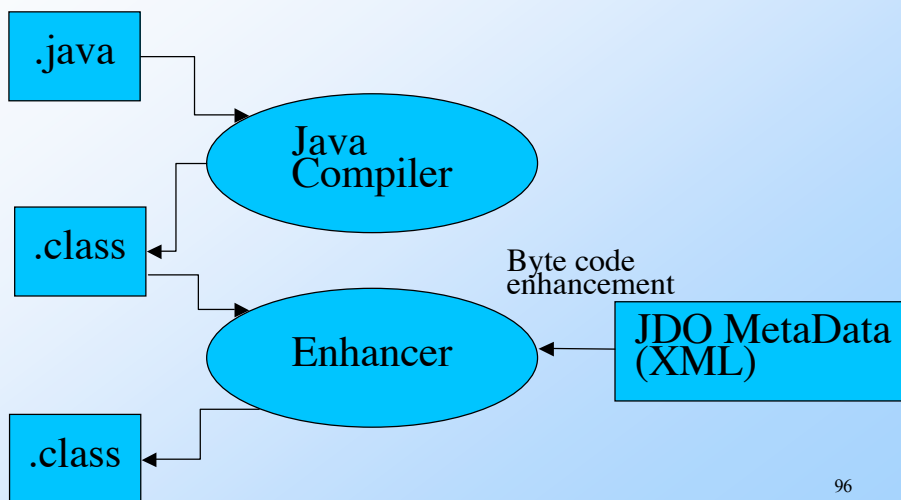 .java
Java
Compiler
.class
Byte code
enhancement
Enhancer
JDO MetaData
(XML)
.class
96